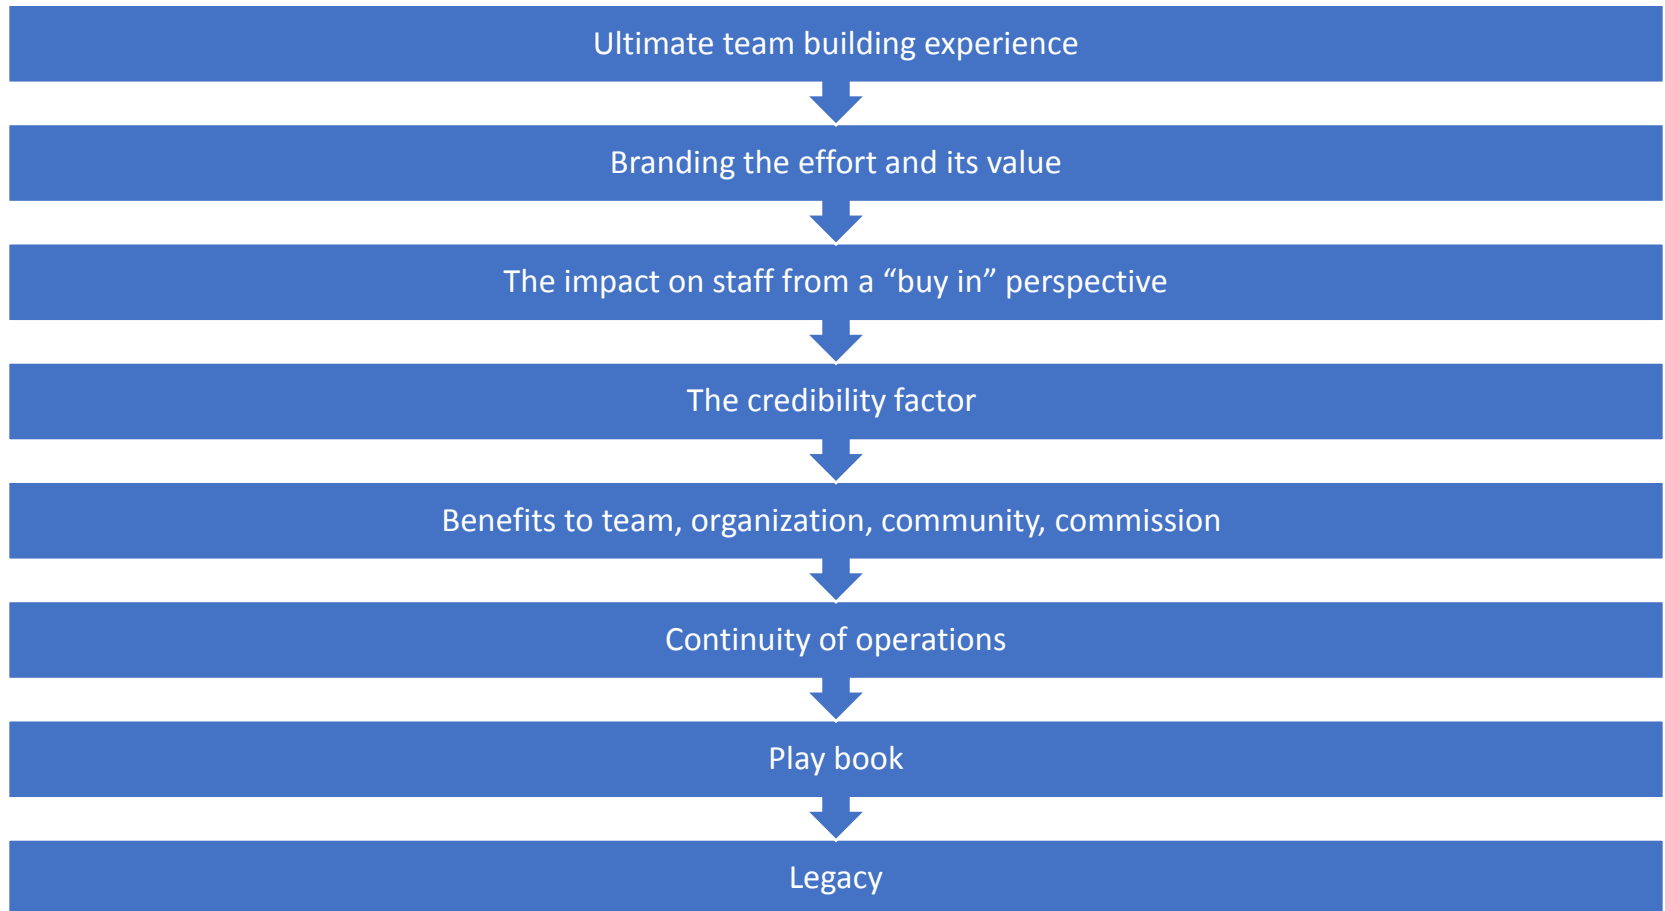 Ultimate team building experience
Branding the effort and its value
The impact on staff from a “buy in” perspective
The credibility factor
Benefits to team, organization, community, commission
Continuity of operations
Play book
Legacy